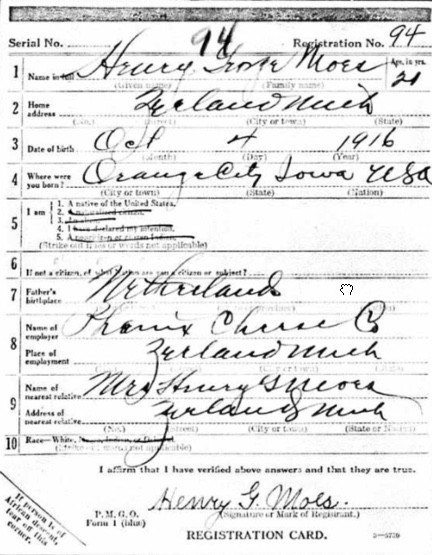 94
Serial No. Registration No. 94
1 Name in full Henry George Moes Age, in yrs. 21
(Given name) (Family name)
2 Home address Zeeland Mich
(No.) (Street) (City or town) (State)
3 Date of birth Oct 4 1916
(Month) (Day) (Year)
4 Where were you born? Orange City Iowa USA
(City or town) (State) (Nation)
5 I am
1. A native of the United States.
2. A naturalized citizen.
3. An alien.
4. I have declared my intention.
5. A noncitizen or citizen Indian.
(Strike out lines or words not applicable)
6 If not a citizen, of what nation are you a citizen or subject?
7 Father's birthplace Netherlands
8 Name of employer Phenix Cheese Co
Place of employment Zeeland Mich
(City or town)
9 Name of nearest relative Mrs Henry G Moes
Address of nearest relative Zeeland Mich
(No.) (Street) (City or town) (State or Nation)
10 Race—White,
(Strike out words not applicable)
I affirm that I have verified above answers and that they are true.
P. M. G. O.
Form 1 (blue)
Henry G. Moes.
(Signature or Mark of Registrant.)
REGISTRATION CARD.
If person is of
African descent,
tear off this
corner.